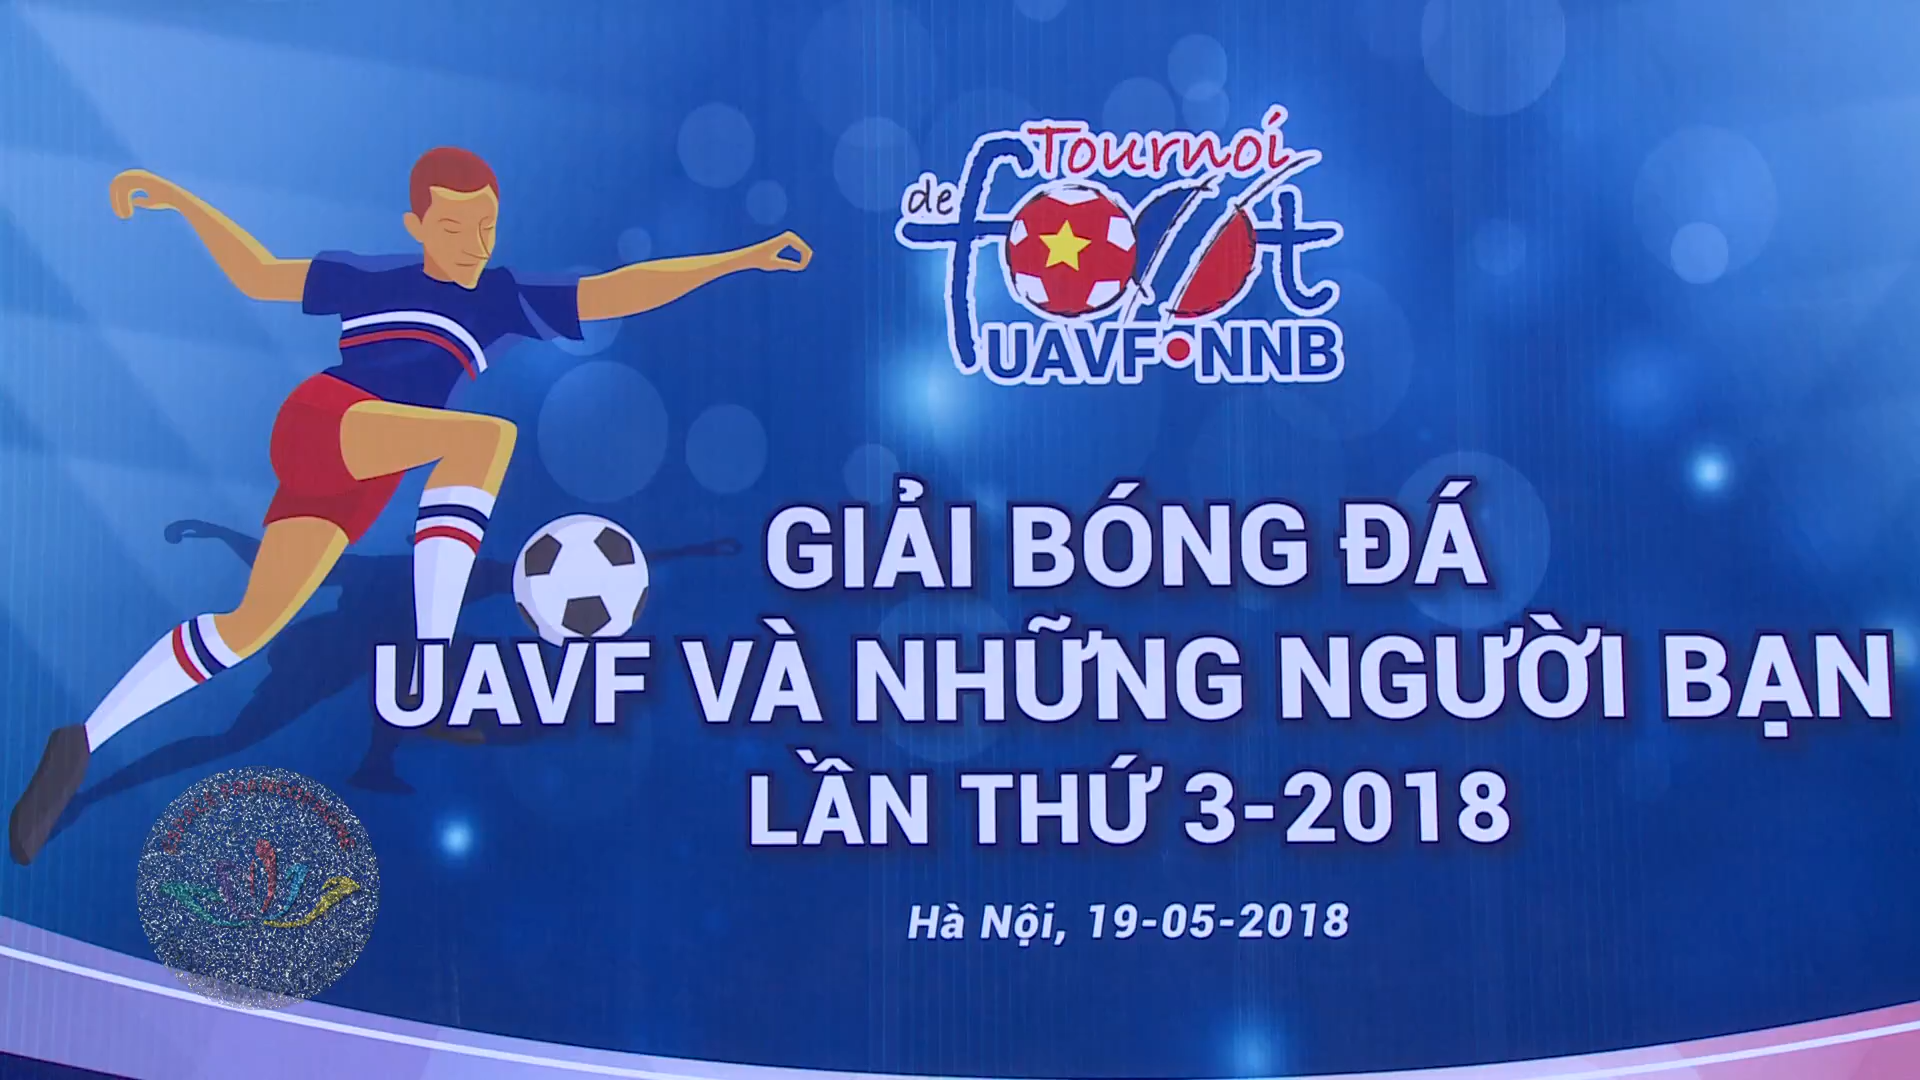 Tournoi
de foot
UAVF•NNB
GIẢI BÓNG ĐÁ
UAVF VÀ NHỮNG NGƯỜI BẠN
LẦN THỨ 3-2018
Hà Nội, 19-05-2018